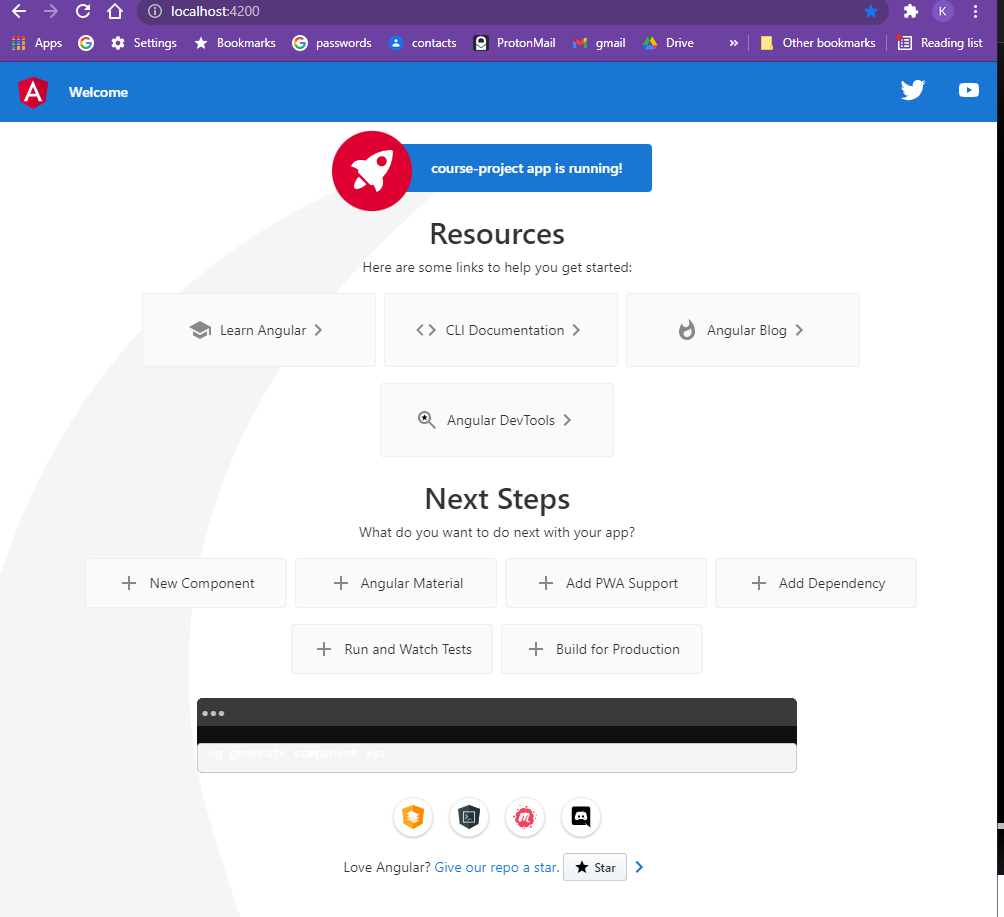 localhost:4200
K
Apps Settings Bookmarks passwords contacts ProtonMail gmail Drive » Other bookmarks Reading list
Welcome
course-project app is running!
Resources
Here are some links to help you get started:
Learn Angular CLI Documentation Angular Blog
Angular DevTools
Next Steps
What do you want to do next with your app?
New Component Angular Material Add PWA Support Add Dependency
Run and Watch Tests Build for Production
ng generate component xyz
Love Angular? Give our repo a star. Star